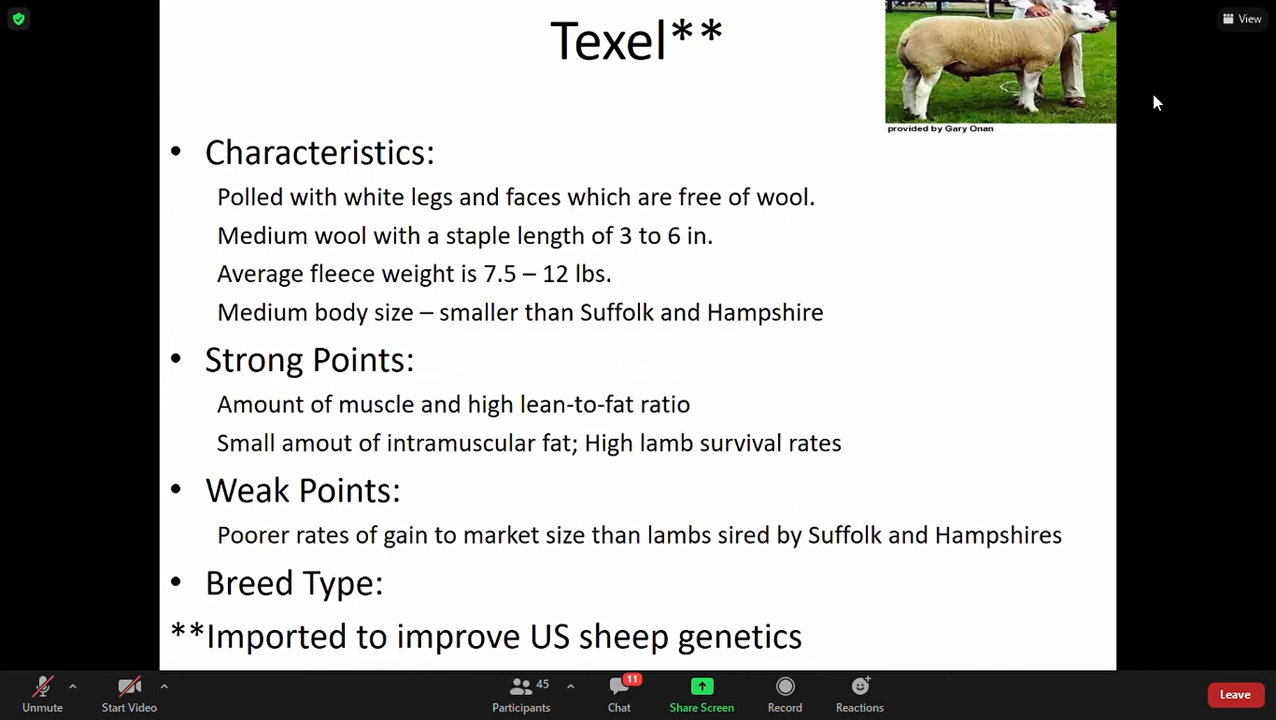 View
Texel**
provided by Gary Onan
• Characteristics:
Polled with white legs and faces which are free of wool.
Medium wool with a staple length of 3 to 6 in.
Average fleece weight is 7.5 – 12 lbs.
Medium body size – smaller than Suffolk and Hampshire
• Strong Points:
Amount of muscle and high lean-to-fat ratio
Small amout of intramuscular fat; High lamb survival rates
• Weak Points:
Poorer rates of gain to market size than lambs sired by Suffolk and Hampshires
• Breed Type:
**Imported to improve US sheep genetics
45
11
Unmute
Start Video
Participants
Chat
Share Screen
Record
Reactions
Leave